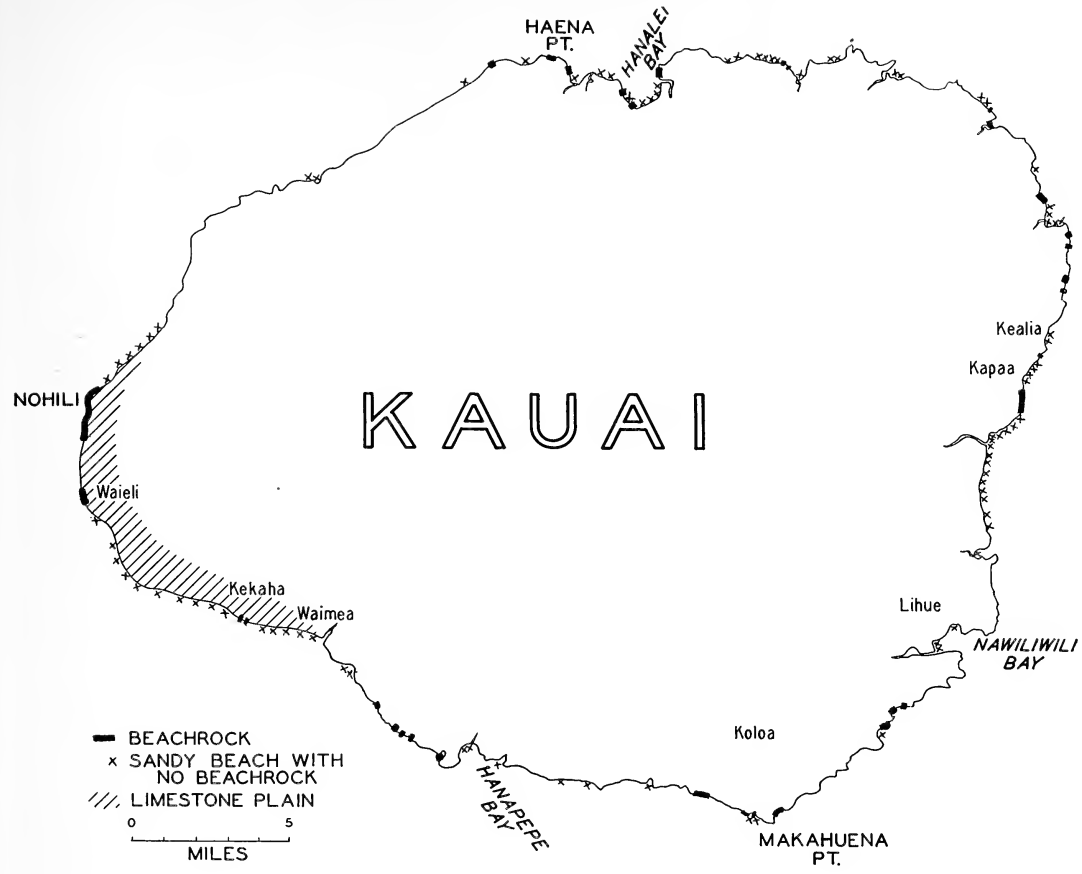 HAENA
PT.
HANALEI
BAY
Kealia
Kapaa
NOHILI
KAUAI
Waieli
Kekaha
Waimea
Lihue
NAWILIWILI
BAY
Koloa
BEACHROCK
x SANDY BEACH WITH
NO BEACHROCK
LIMESTONE PLAIN
0 5
MILES
HANAPEPE
BAY
MAKAHUENA
PT.